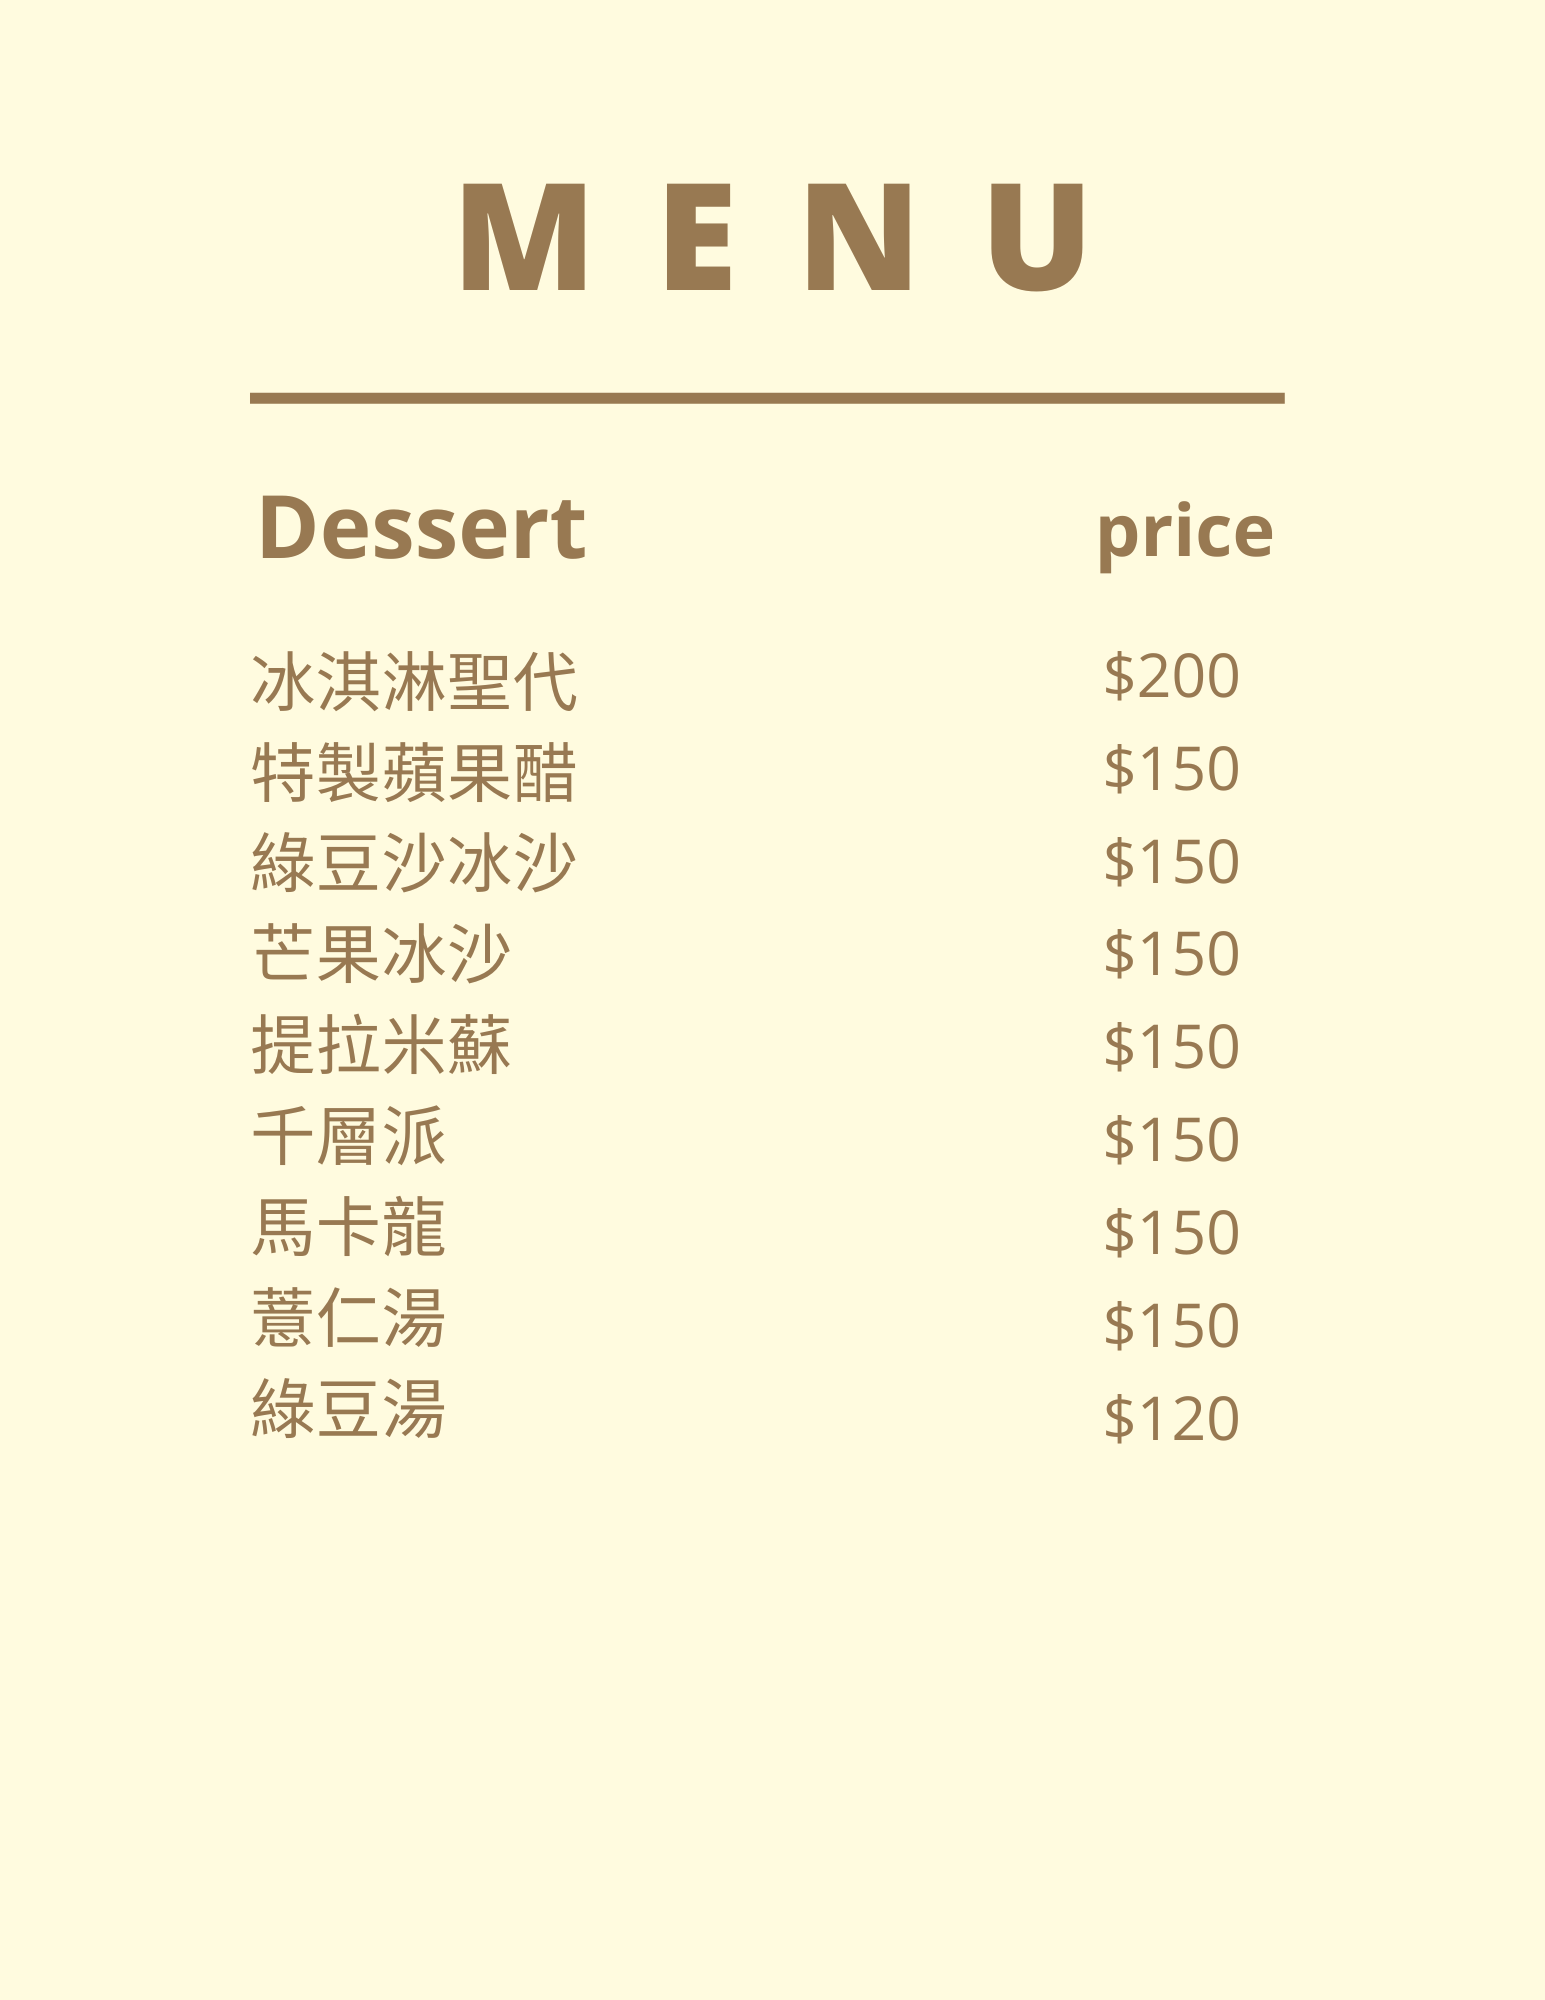 MENU
Dessert price
冰淇淋聖代 $200
特製蘋果醋 $150
綠豆沙冰沙 $150
芒果冰沙 $150
提拉米蘇 $150
千層派 $150
馬卡龍 $150
薏仁湯 $150
綠豆湯 $120